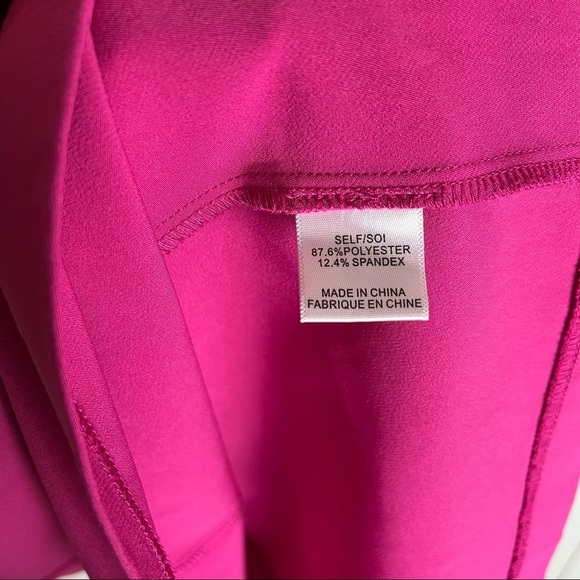 SELF/SOI
87.6%POLYESTER
12.4% SPANDEX
MADE IN CHINA
FABRIQUE EN CHINE